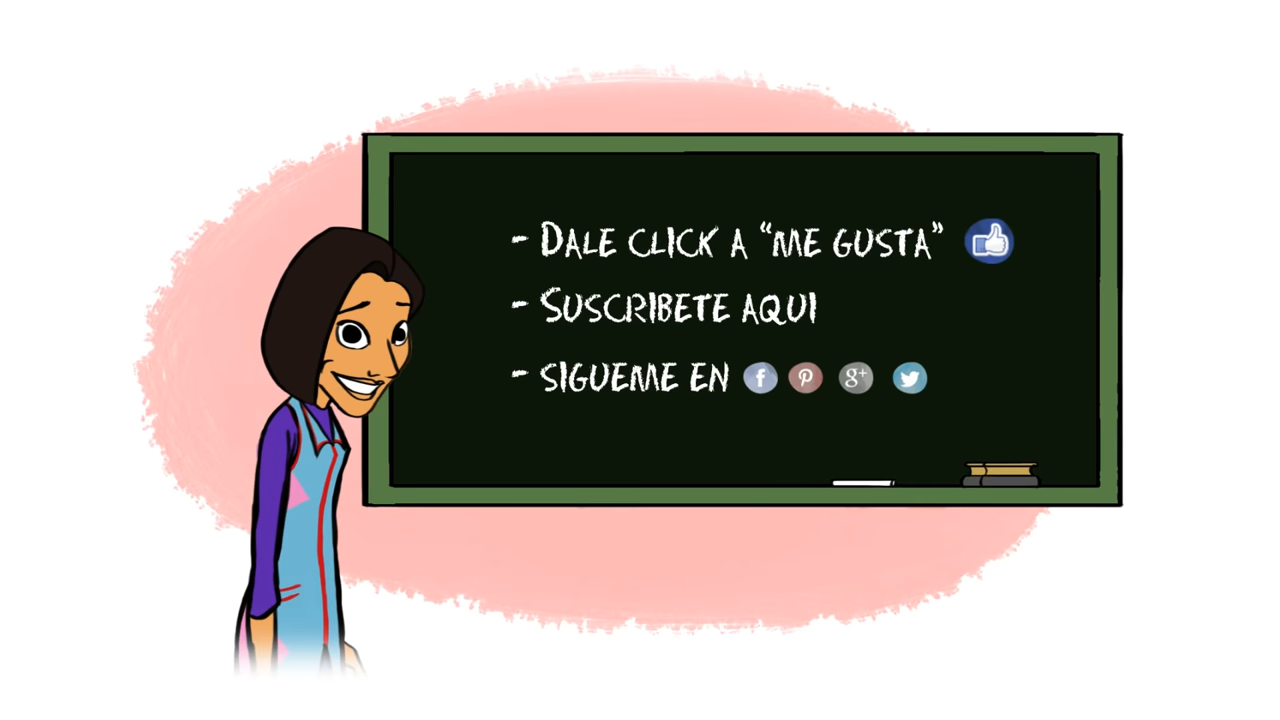 - Dale click a “me gusta”
- Suscribete aqui
- sigueme en f g+